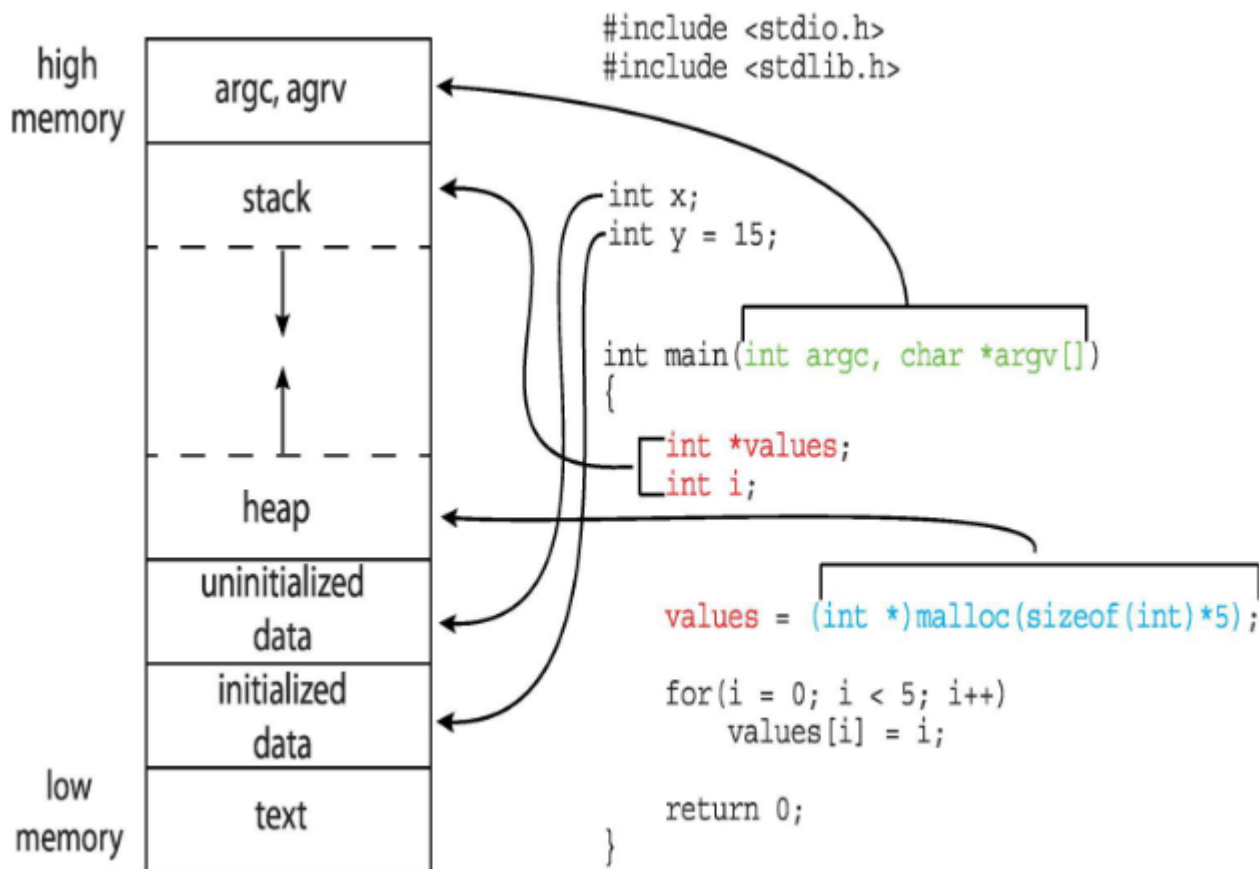 high
memory
argc, agrv
stack
heap
uninitialized
data
initialized
data
low
memory
text
#include <stdio.h>
#include <stdlib.h>
int x;
int y = 15;
int main(int argc, char *argv[])
{
int *values;
int i;
values = (int *)malloc(sizeof(int)*5);
for(i = 0; i < 5; i++)
values[i] = i;
return 0;
}